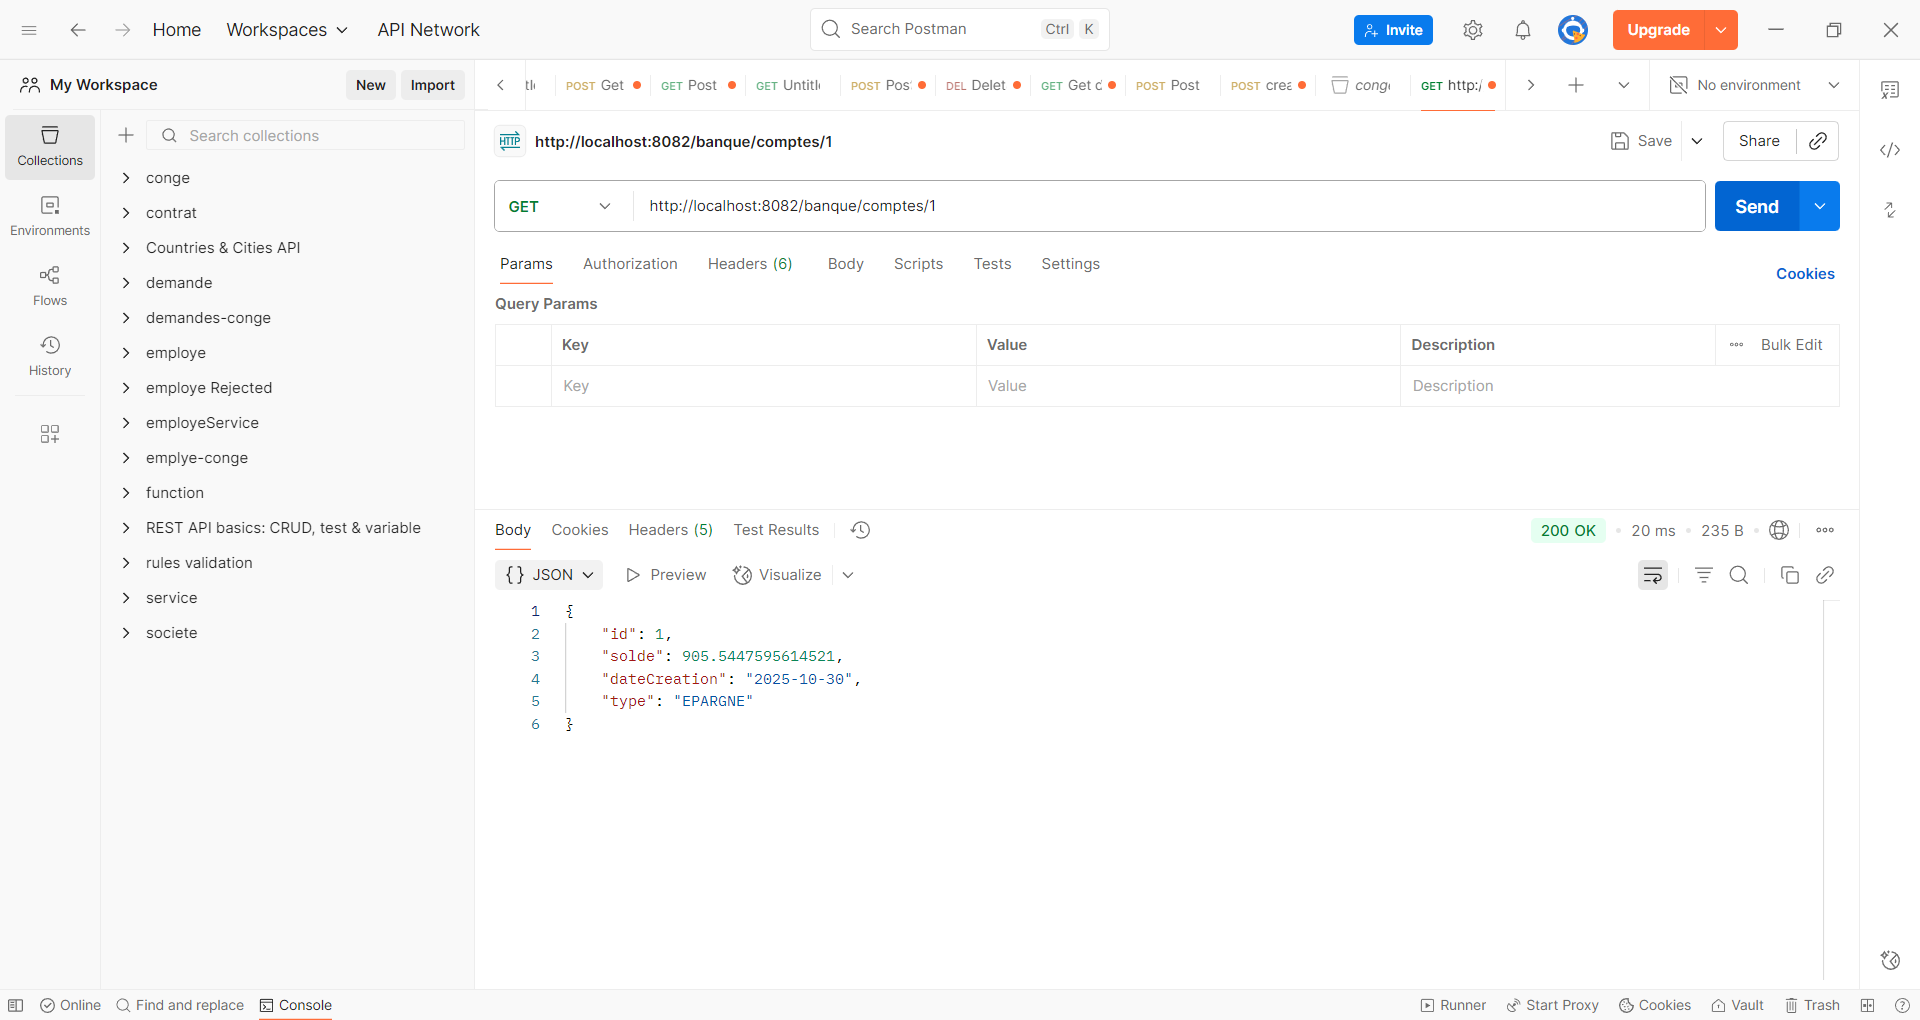 Home Workspaces API Network Search Postman Ctrl K Invite Upgrade
My Workspace New Import
POST Get GET Post GET Untitl POST Pos DEL Delet GET Get c POST Post POST crea conge GET http:/ No environment
Collections
Environments
Flows
History
Search collections
conge
contrat
Countries & Cities API
demande
demandes-conge
employe
employe Rejected
employeService
emplye-conge
function
REST API basics: CRUD, test & variable
rules validation
service
societe
HTTP http://localhost:8082/banque/comptes/1 Save Share
GET http://localhost:8082/banque/comptes/1 Send
Params Authorization Headers (6) Body Scripts Tests Settings Cookies
Query Params
Key Value Description Bulk Edit
Key Value Description
Body Cookies Headers (5) Test Results 200 OK 20 ms 235 B
{} JSON Preview Visualize
1 {
2 "id": 1,
3 "solde": 905.5447595614521,
4 "dateCreation": "2025-10-30",
5 "type": "EPARGNE"
6 }
Online Find and replace Console Runner Start Proxy Cookies Vault Trash